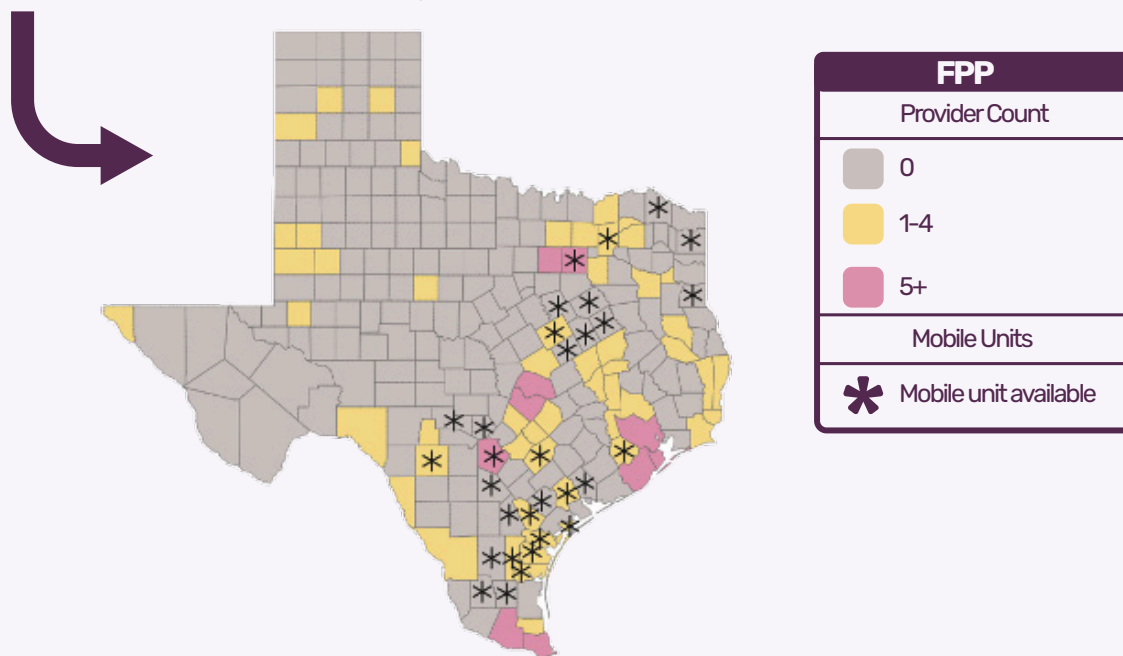 FPP
Provider Count
0
1-4
5+
Mobile Units
Mobile unit available